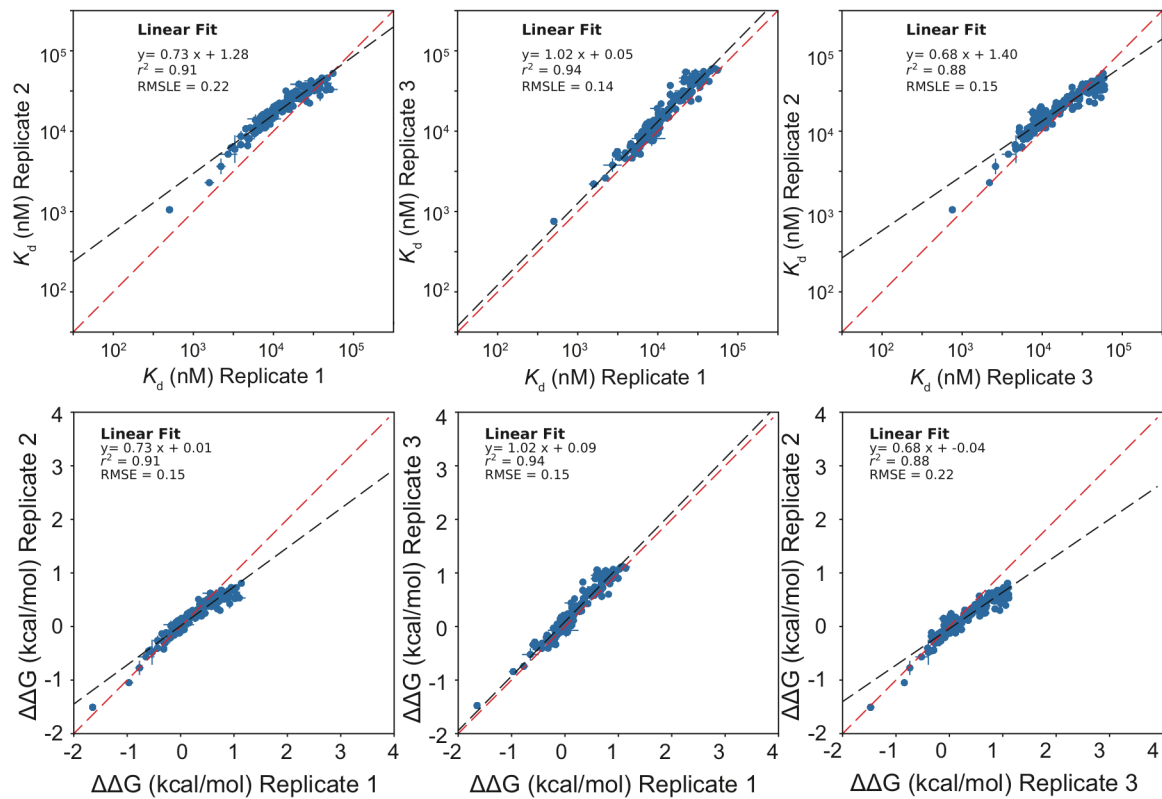 Linear Fit
y= 0.73 x + 1.28
r² = 0.91
RMSLE = 0.22
10⁵
10⁴
10³
10²
K_d (nM) Replicate 2
10²
10³
10⁴
10⁵
K_d (nM) Replicate 1
Linear Fit
y= 1.02 x + 0.05
r² = 0.94
RMSLE = 0.14
10⁵
10⁴
10³
10²
K_d (nM) Replicate 3
10²
10³
10⁴
10⁵
K_d (nM) Replicate 1
Linear Fit
y= 0.68 x + 1.40
r² = 0.88
RMSLE = 0.15
10⁵
10⁴
10³
10²
K_d (nM) Replicate 2
10²
10³
10⁴
10⁵
K_d (nM) Replicate 3
Linear Fit
y= 0.73 x + 0.01
r² = 0.91
RMSE = 0.15
4
3
2
1
0
-1
-2
ΔΔG (kcal/mol) Replicate 2
-2
-1
0
1
2
3
4
ΔΔG (kcal/mol) Replicate 1
Linear Fit
y= 1.02 x + 0.09
r² = 0.94
RMSE = 0.15
4
3
2
1
0
-1
-2
ΔΔG (kcal/mol) Replicate 3
-2
-1
0
1
2
3
4
ΔΔG (kcal/mol) Replicate 1
Linear Fit
y= 0.68 x + -0.04
r² = 0.88
RMSE = 0.22
4
3
2
1
0
-1
-2
ΔΔG (kcal/mol) Replicate 2
-2
-1
0
1
2
3
4
ΔΔG (kcal/mol) Replicate 3